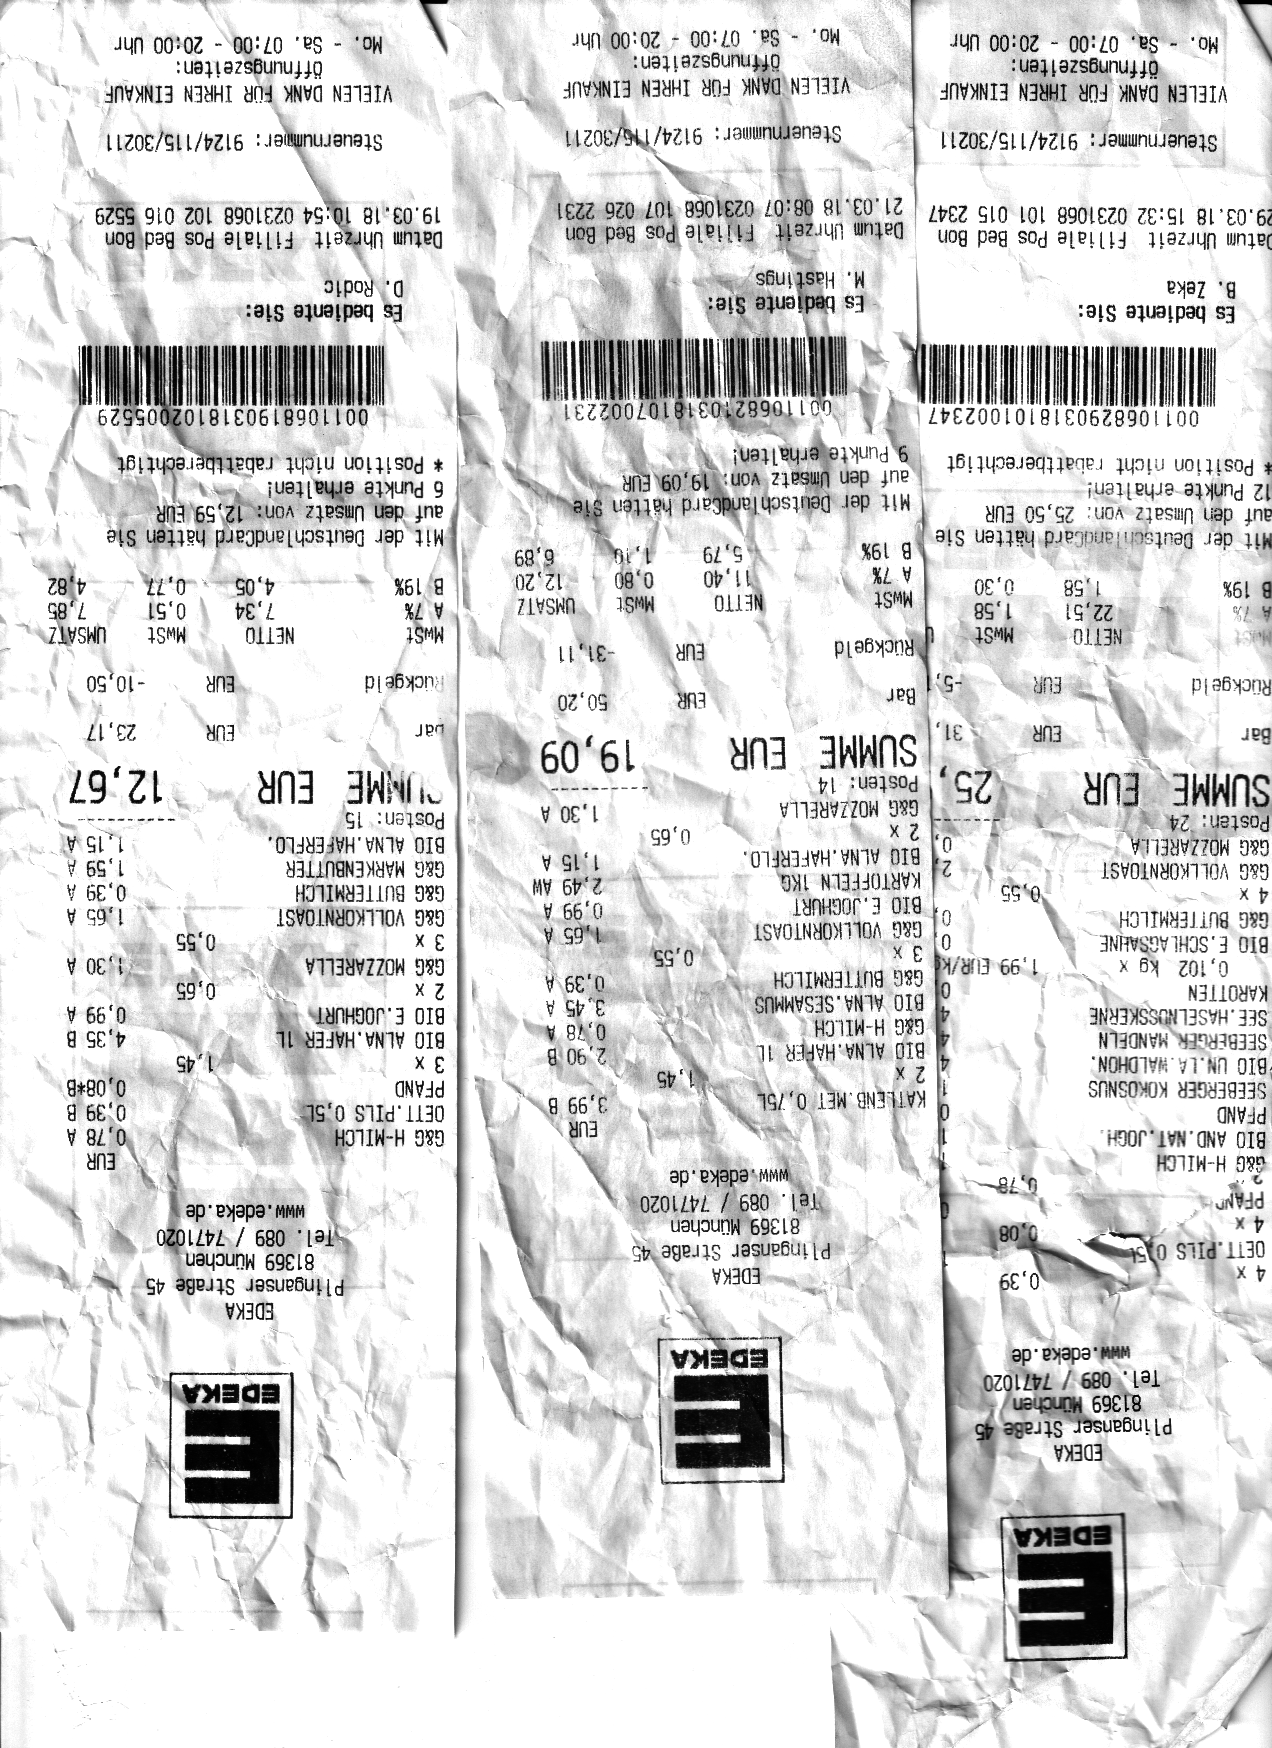 EDEKA
EDEKA
Plinganser Straße 45
81369 München
Tel. 089 / 7471020
www.edeka.de
4 x 0,39
OETT.PILS 0,5L
4 x 0,08
PFAND 0
0,78
G&G H-MILCH 1
BIO AND.NAT.JOGH. 1
PFAND 0
SEEBERGER KOKOSNUS 1
BIO UN.LA.WALDHON. 4
SEEBERGER MANDELN 4
SEE.HASELNUSSKERNE 4
KAROTTEN 0
0,102 kg x 1,99 EUR/k
BIO E.SCHLAGSAHNE 0
G&G BUTTERMILCH 0,
4 x 0,55
G&G VOLLKORNTOAST 2,
G&G MOZZARELLA 0,
Posten: 24
SUMME EUR 25,
Bar EUR 31,
Rückgeld EUR -5,
MwSt NETTO MwSt
A 7% 22,51 1,58
B 19% 1,58 0,30
Mit der DeutschlandCard hätten Sie
auf den Umsatz von: 25,50 EUR
12 Punkte erhalten!
* Position nicht rabattberechtigt
0011068290318101002347
Es bediente Sie:
B. Zeka
Datum Uhrzeit Filiale Pos Bed Bon
29.03.18 15:32 0231068 101 015 2347
Steuernummer: 9124/115/30211
VIELEN DANK FÜR IHREN EINKAUF
Öffnungszeiten:
Mo. - Sa. 07:00 - 20:00 Uhr
EDEKA
EDEKA
Plinganser Straße 45
81369 München
Tel. 089 / 7471020
www.edeka.de
EUR
KATLENB.MET 0,75L 3,99 B
2 x 1,45
BIO ALNA.HAFER 1L 2,90 B
G&G H-MILCH 0,78 A
BIO ALNA.SESAMMUS 3,45 A
G&G BUTTERMILCH 0,39 A
3 x 0,55
G&G VOLLKORNTOAST 1,65 A
BIO E.JOGHURT 0,99 A
KARTOFFELN 1KG 2,49 AW
BIO ALNA.HAFERFLO. 1,15 A
2 x 0,65
G&G MOZZARELLA 1,30 A
Posten: 14
SUMME EUR 19,09
Bar EUR 50,20
Rückgeld EUR -31,11
MwSt NETTO MwSt UMSATZ
A 7% 11,40 0,80 12,20
B 19% 5,79 1,10 6,89
Mit der DeutschlandCard hätten Sie
auf den Umsatz von: 19,09 EUR
9 Punkte erhalten!
0011068210318107002231
Es bediente Sie:
M. Hastings
Datum Uhrzeit Filiale Pos Bed Bon
21.03.18 08:07 0231068 107 026 2231
Steuernummer: 9124/115/30211
VIELEN DANK FÜR IHREN EINKAUF
Öffnungszeiten:
Mo. - Sa. 07:00 - 20:00 Uhr
EDEKA
EDEKA
Plinganser Straße 45
81369 München
Tel. 089 / 7471020
www.edeka.de
EUR
G&G H-MILCH 0,78 A
OETT.PILS 0,5L 0,39 B
PFAND 0,08*B
3 x 1,45
BIO ALNA.HAFER 1L 4,35 B
BIO E.JOGHURT 0,99 A
2 x 0,65
G&G MOZZARELLA 1,30 A
3 x 0,55
G&G VOLLKORNTOAST 1,65 A
G&G BUTTERMILCH 0,39 A
G&G MARKENBUTTER 1,59 A
BIO ALNA.HAFERFLO. 1,15 A
Posten: 15
SUMME EUR 12,67
Bar EUR 23,17
Rückgeld EUR -10,50
MwSt NETTO MwSt UMSATZ
A 7% 7,34 0,51 7,85
B 19% 4,05 0,77 4,82
Mit der DeutschlandCard hätten Sie
auf den Umsatz von: 12,59 EUR
6 Punkte erhalten!
* Position nicht rabattberechtigt
0011068190318102005529
Es bediente Sie:
D. Rodic
Datum Uhrzeit Filiale Pos Bed Bon
19.03.18 10:54 0231068 102 016 5529
Steuernummer: 9124/115/30211
VIELEN DANK FÜR IHREN EINKAUF
Öffnungszeiten:
Mo. - Sa. 07:00 - 20:00 Uhr